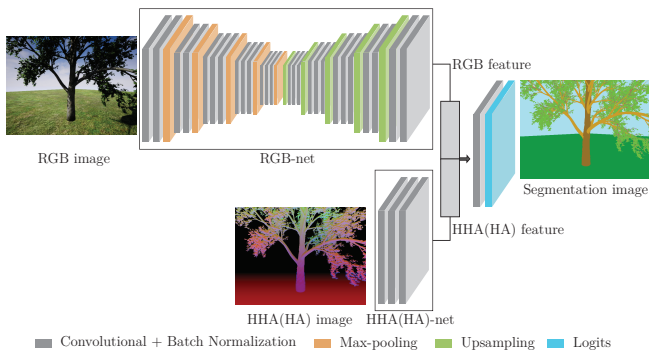 RGB image
RGB-net
RGB feature
Segmentation image
HHA(HA) feature
HHA(HA) image
HHA(HA)-net
Convolutional + Batch Normalization
Max-pooling
Upsampling
Logits